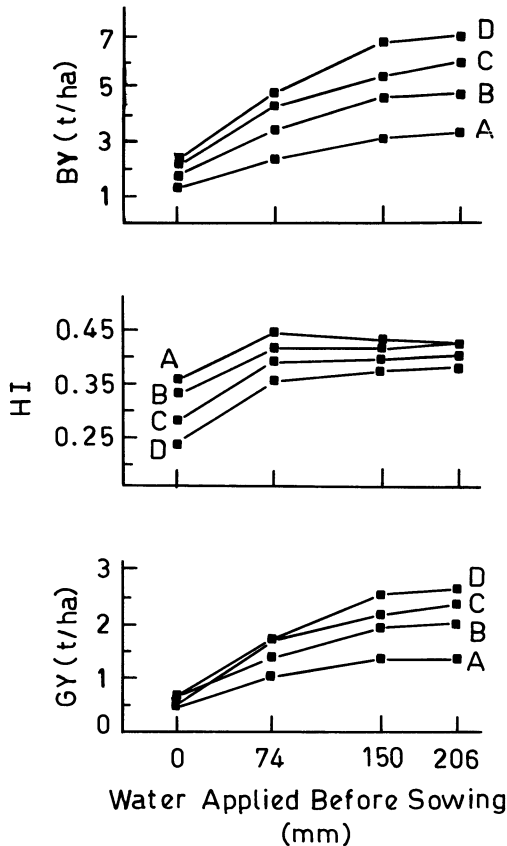 BY (t/ha)
7
5
3
1
D
C
B
A
HI
0.45
0.35
0.25
A
B
C
D
GY (t/ha)
3
2
1
0
D
C
B
A
0 74 150 206
Water Applied Before Sowing
(mm)